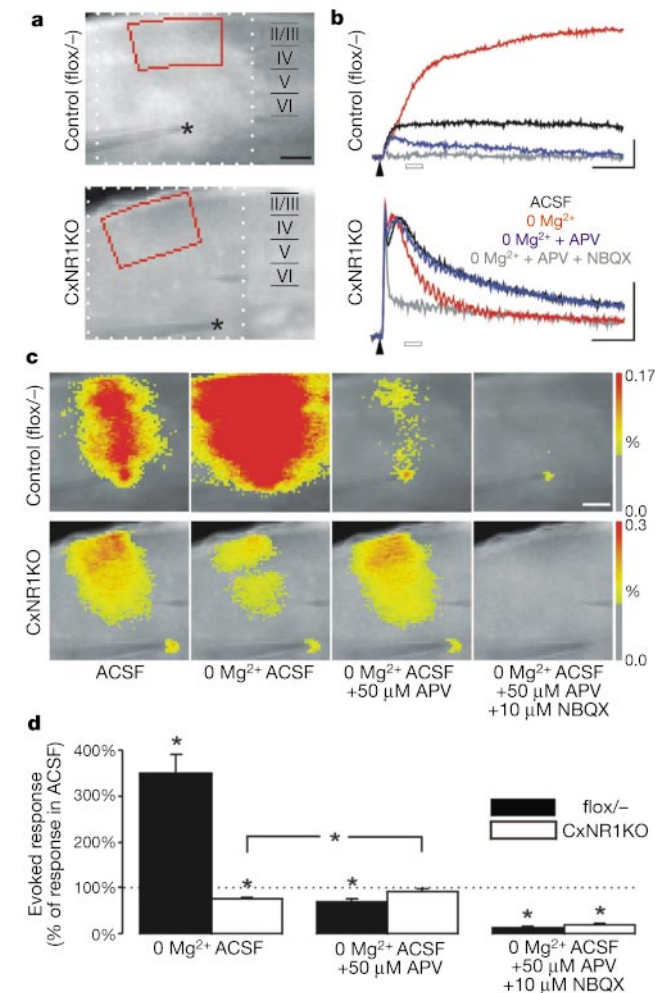 a
Control (flox/–)
II/III
IV
V
VI
*
CxNR1KO
II/III
IV
V
VI
*
b
ACSF
0 Mg²⁺
0 Mg²⁺ + APV
0 Mg²⁺ + APV + NBQX
c
Control (flox/–)
0.17
%
0.0
CxNR1KO
0.3
%
0.0
ACSF
0 Mg²⁺ ACSF
0 Mg²⁺ ACSF
+50 μM APV
0 Mg²⁺ ACSF
+50 μM APV
+10 μM NBQX
d
Evoked response
(% of response in ACSF)
400%
300%
200%
100%
0%
*
*
*
*
*
*
flox/–
CxNR1KO
0 Mg²⁺ ACSF
0 Mg²⁺ ACSF
+50 μM APV
0 Mg²⁺ ACSF
+50 μM APV
+10 μM NBQX